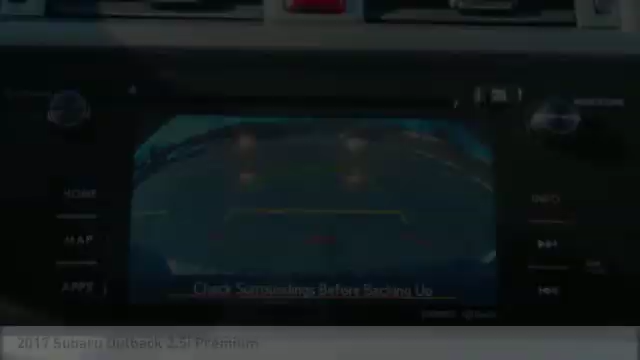 HOME
INFO
MAP
APPS
Check Surroundings Before Backing Up
2017 Subaru Outback 2.5i Premium